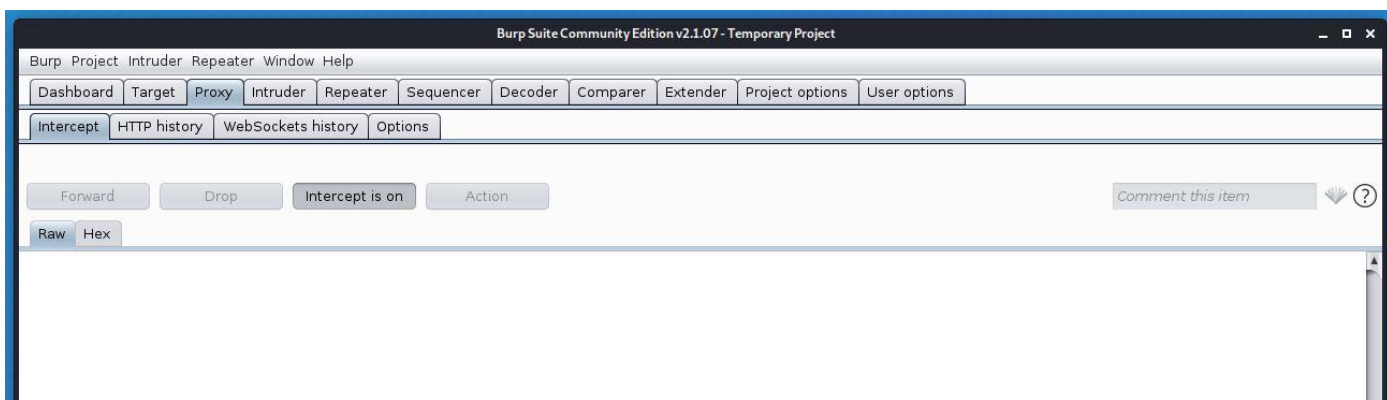 Burp Suite Community Edition v2.1.07 - Temporary Project
Burp Project Intruder Repeater Window Help
Dashboard Target Proxy Intruder Repeater Sequencer Decoder Comparer Extender Project options User options
Intercept HTTP history WebSockets history Options
Forward Drop Intercept is on Action Comment this item ?
Raw Hex